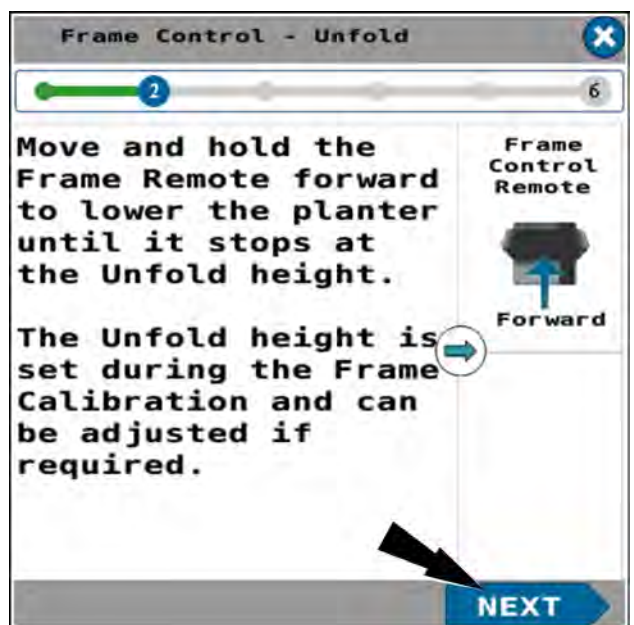 Frame Control - Unfold
2
6
Move and hold the
Frame Remote forward
to lower the planter
until it stops at
the Unfold height.
The Unfold height is
set during the Frame
Calibration and can
be adjusted if
required.
Frame
Control
Remote
Forward
NEXT